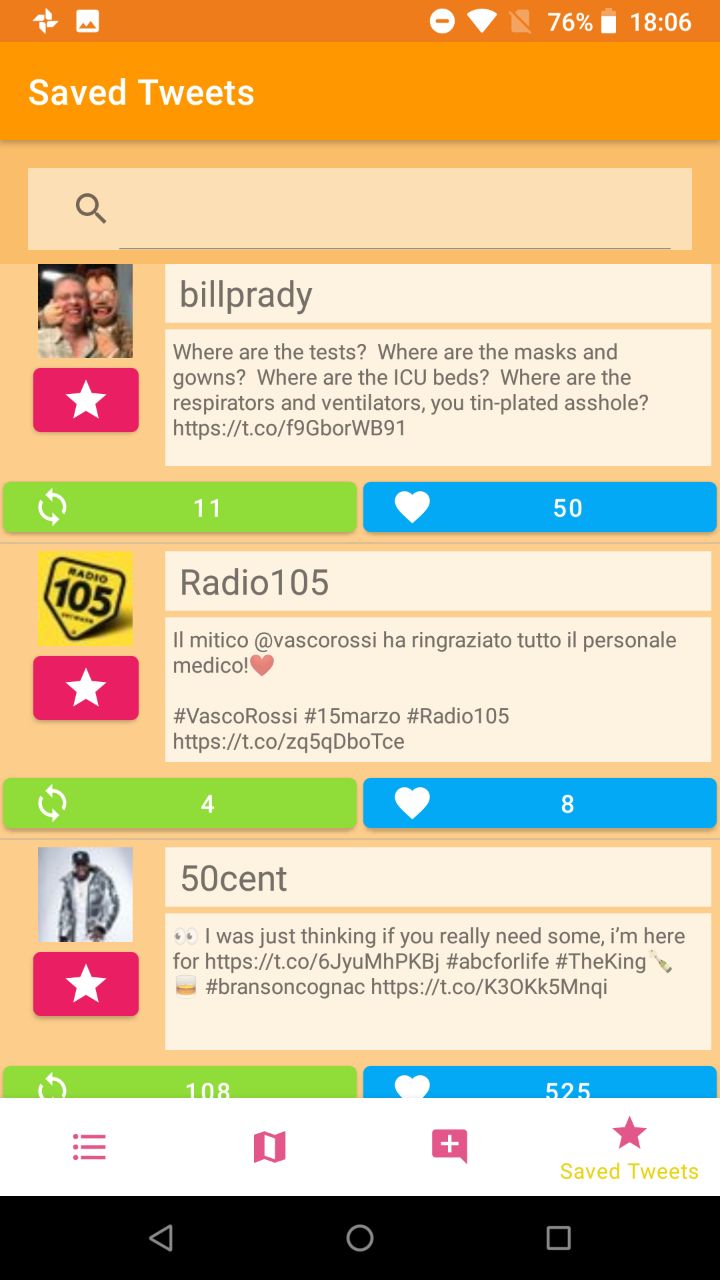 76% 18:06
Saved Tweets
billprady
Where are the tests?  Where are the masks and
gowns?  Where are the ICU beds?  Where are the
respirators and ventilators, you tin-plated asshole?
https://t.co/f9GborWB91
11 50
RADIO
105
Radio105
Il mitico @vascorossi ha ringraziato tutto il personale
medico!❤️
#VascoRossi #15marzo #Radio105
https://t.co/zq5qDboTce
4 8
50cent
👀 I was just thinking if you really need some, i’m here
for https://t.co/6JyuMhPKBj #abcforlife #TheKing🍾
🥃 #bransoncognac https://t.co/K3OKk5Mnqi
108 525
Saved Tweets